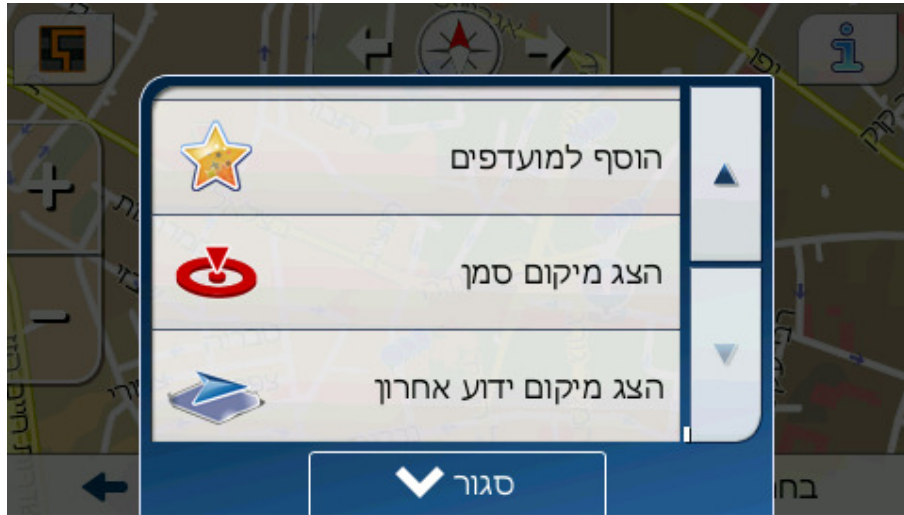 הוסף למועדפים
הצג מיקום סמן
הצג מיקום ידוע אחרון
סגור